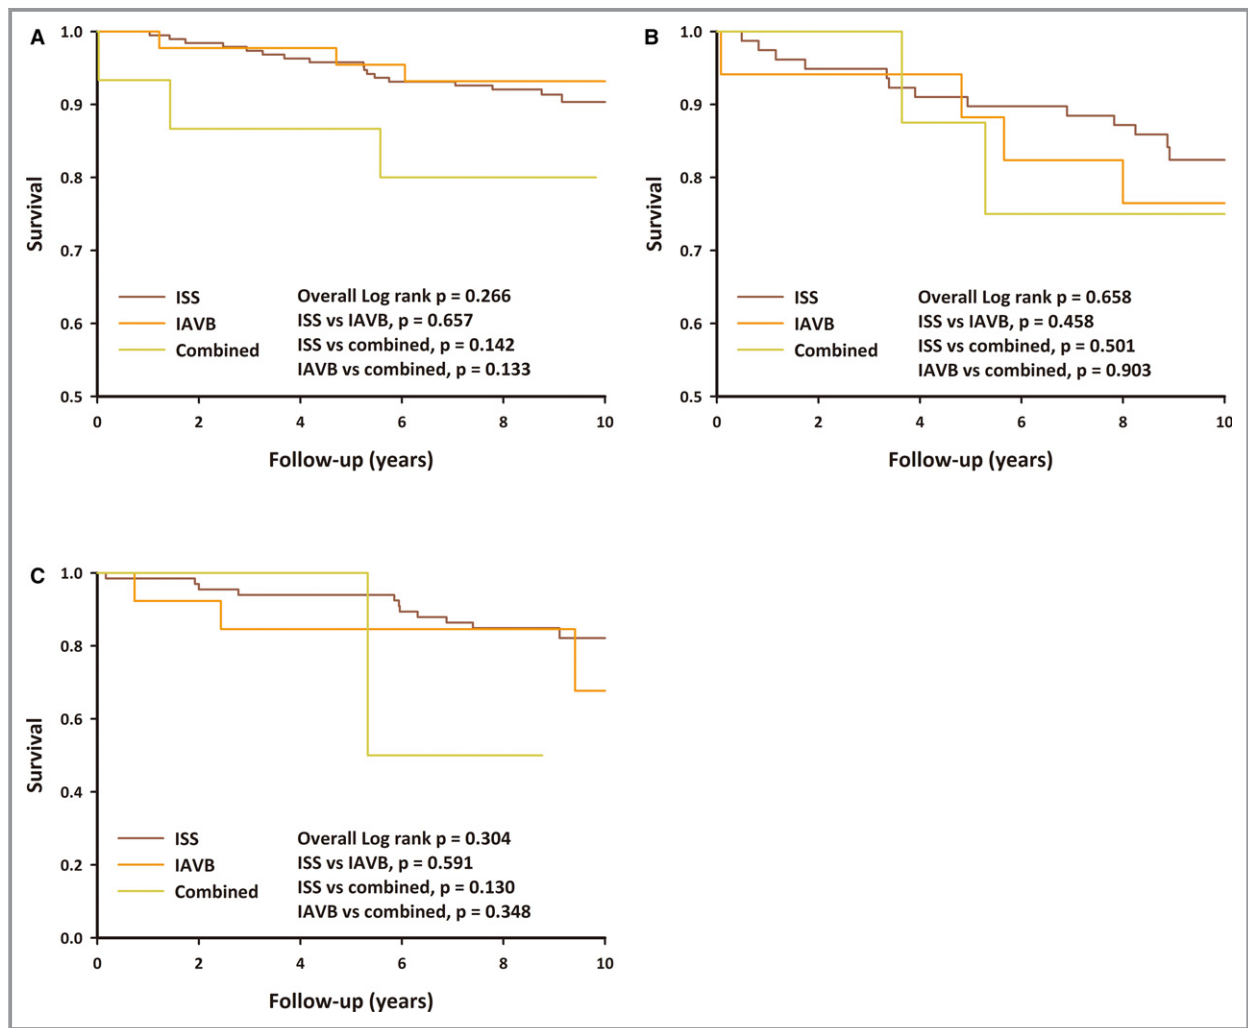 A
1.0
0.9
0.8
0.7
0.6
0.5
Survival
ISS
IAVB
Combined
Overall Log rank p = 0.266
ISS vs IAVB, p = 0.657
ISS vs combined, p = 0.142
IAVB vs combined, p = 0.133
0 2 4 6 8 10
Follow-up (years)
B
1.0
0.9
0.8
0.7
0.6
0.5
Survival
ISS
IAVB
Combined
Overall Log rank p = 0.658
ISS vs IAVB, p = 0.458
ISS vs combined, p = 0.501
IAVB vs combined, p = 0.903
0 2 4 6 8 10
Follow-up (years)
C
1.0
0.8
0.6
0.4
0.2
0.0
Survival
ISS
IAVB
Combined
Overall Log rank p = 0.304
ISS vs IAVB, p = 0.591
ISS vs combined, p = 0.130
IAVB vs combined, p = 0.348
0 2 4 6 8 10
Follow-up (years)